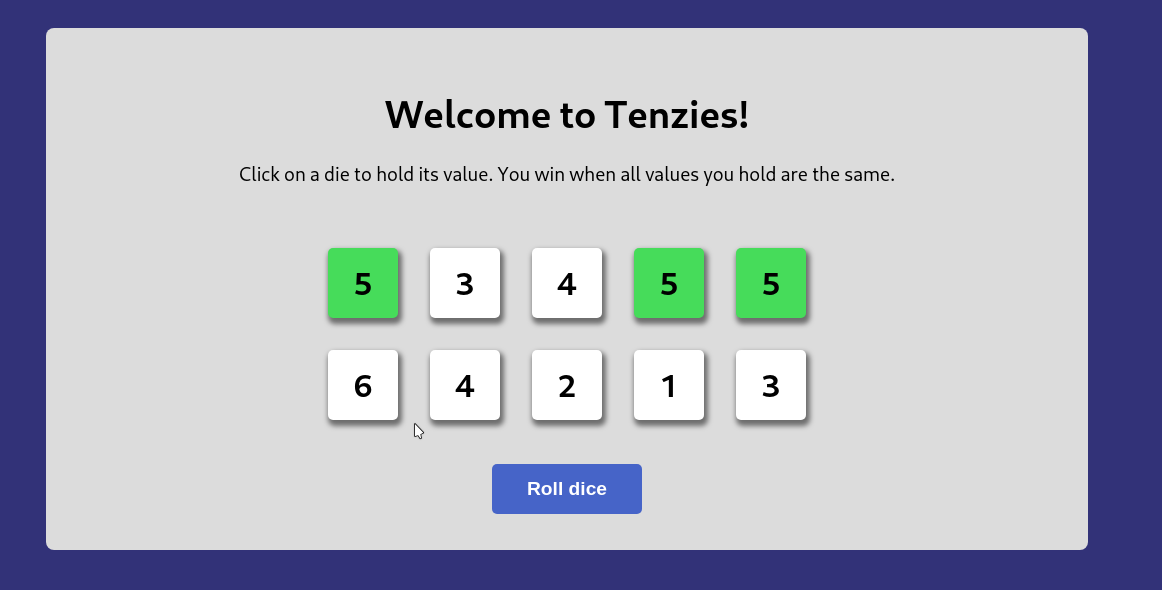 Welcome to Tenzies!
Click on a die to hold its value. You win when all values you hold are the same.
5 3 4 5 5
6 4 2 1 3
Roll dice